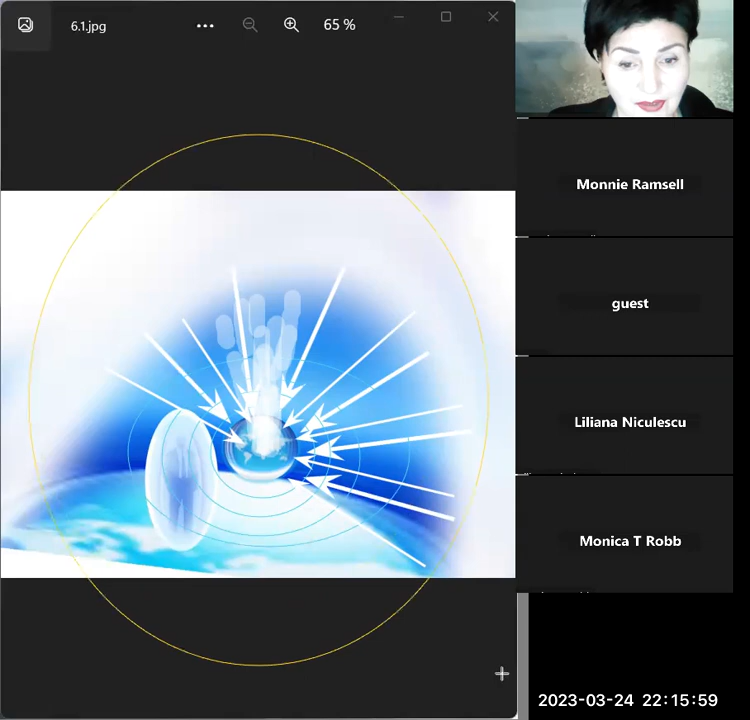 6.1.jpg
65 %
Monnie Ramsell
guest
Liliana Niculescu
Monica T Robb
2023-03-24 22:15:59